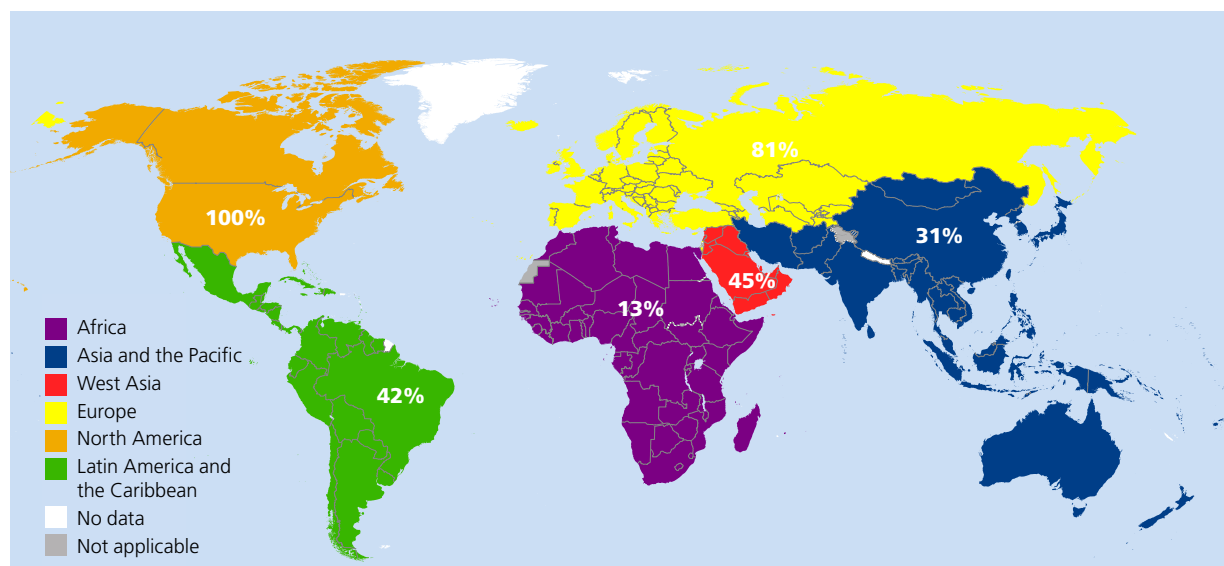 81%
100%
31%
45%
13%
42%
Africa
Asia and the Pacific
West Asia
Europe
North America
Latin America and
the Caribbean
No data
Not applicable